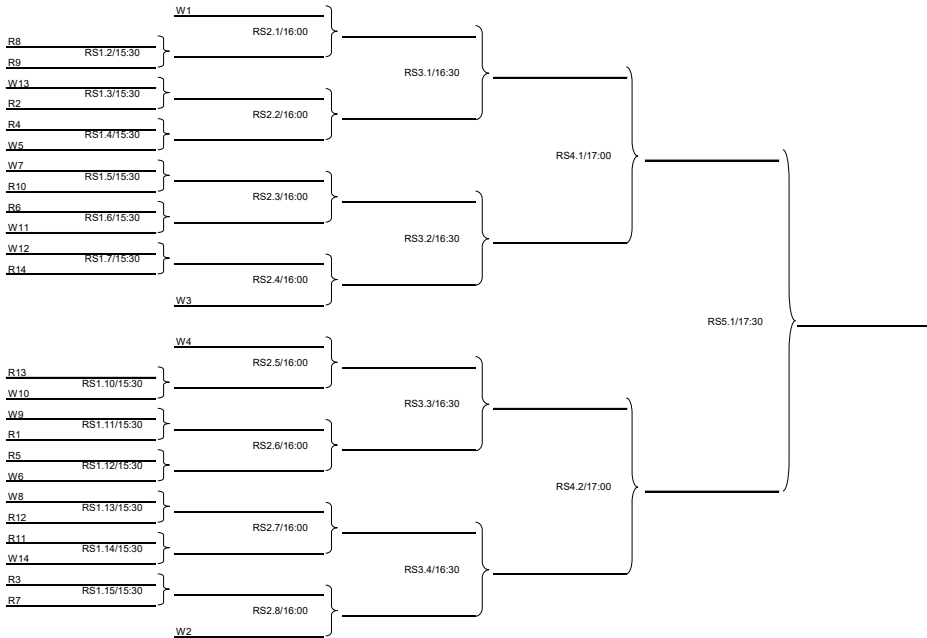 W1
RS2.1/16:00
R8
RS1.2/15:30
R9
RS3.1/16:30
W13
RS1.3/15:30
R2
RS2.2/16:00
R4
RS1.4/15:30
W5
RS4.1/17:00
W7
RS1.5/15:30
R10
RS2.3/16:00
R6
RS1.6/15:30
W11
RS3.2/16:30
W12
RS1.7/15:30
R14
RS2.4/16:00
W3
RS5.1/17:30
W4
RS2.5/16:00
R13
RS1.10/15:30
W10
RS3.3/16:30
W9
RS1.11/15:30
R1
RS2.6/16:00
R5
RS1.12/15:30
W6
RS4.2/17:00
W8
RS1.13/15:30
R12
RS2.7/16:00
R11
RS1.14/15:30
W14
RS3.4/16:30
R3
RS1.15/15:30
R7
RS2.8/16:00
W2